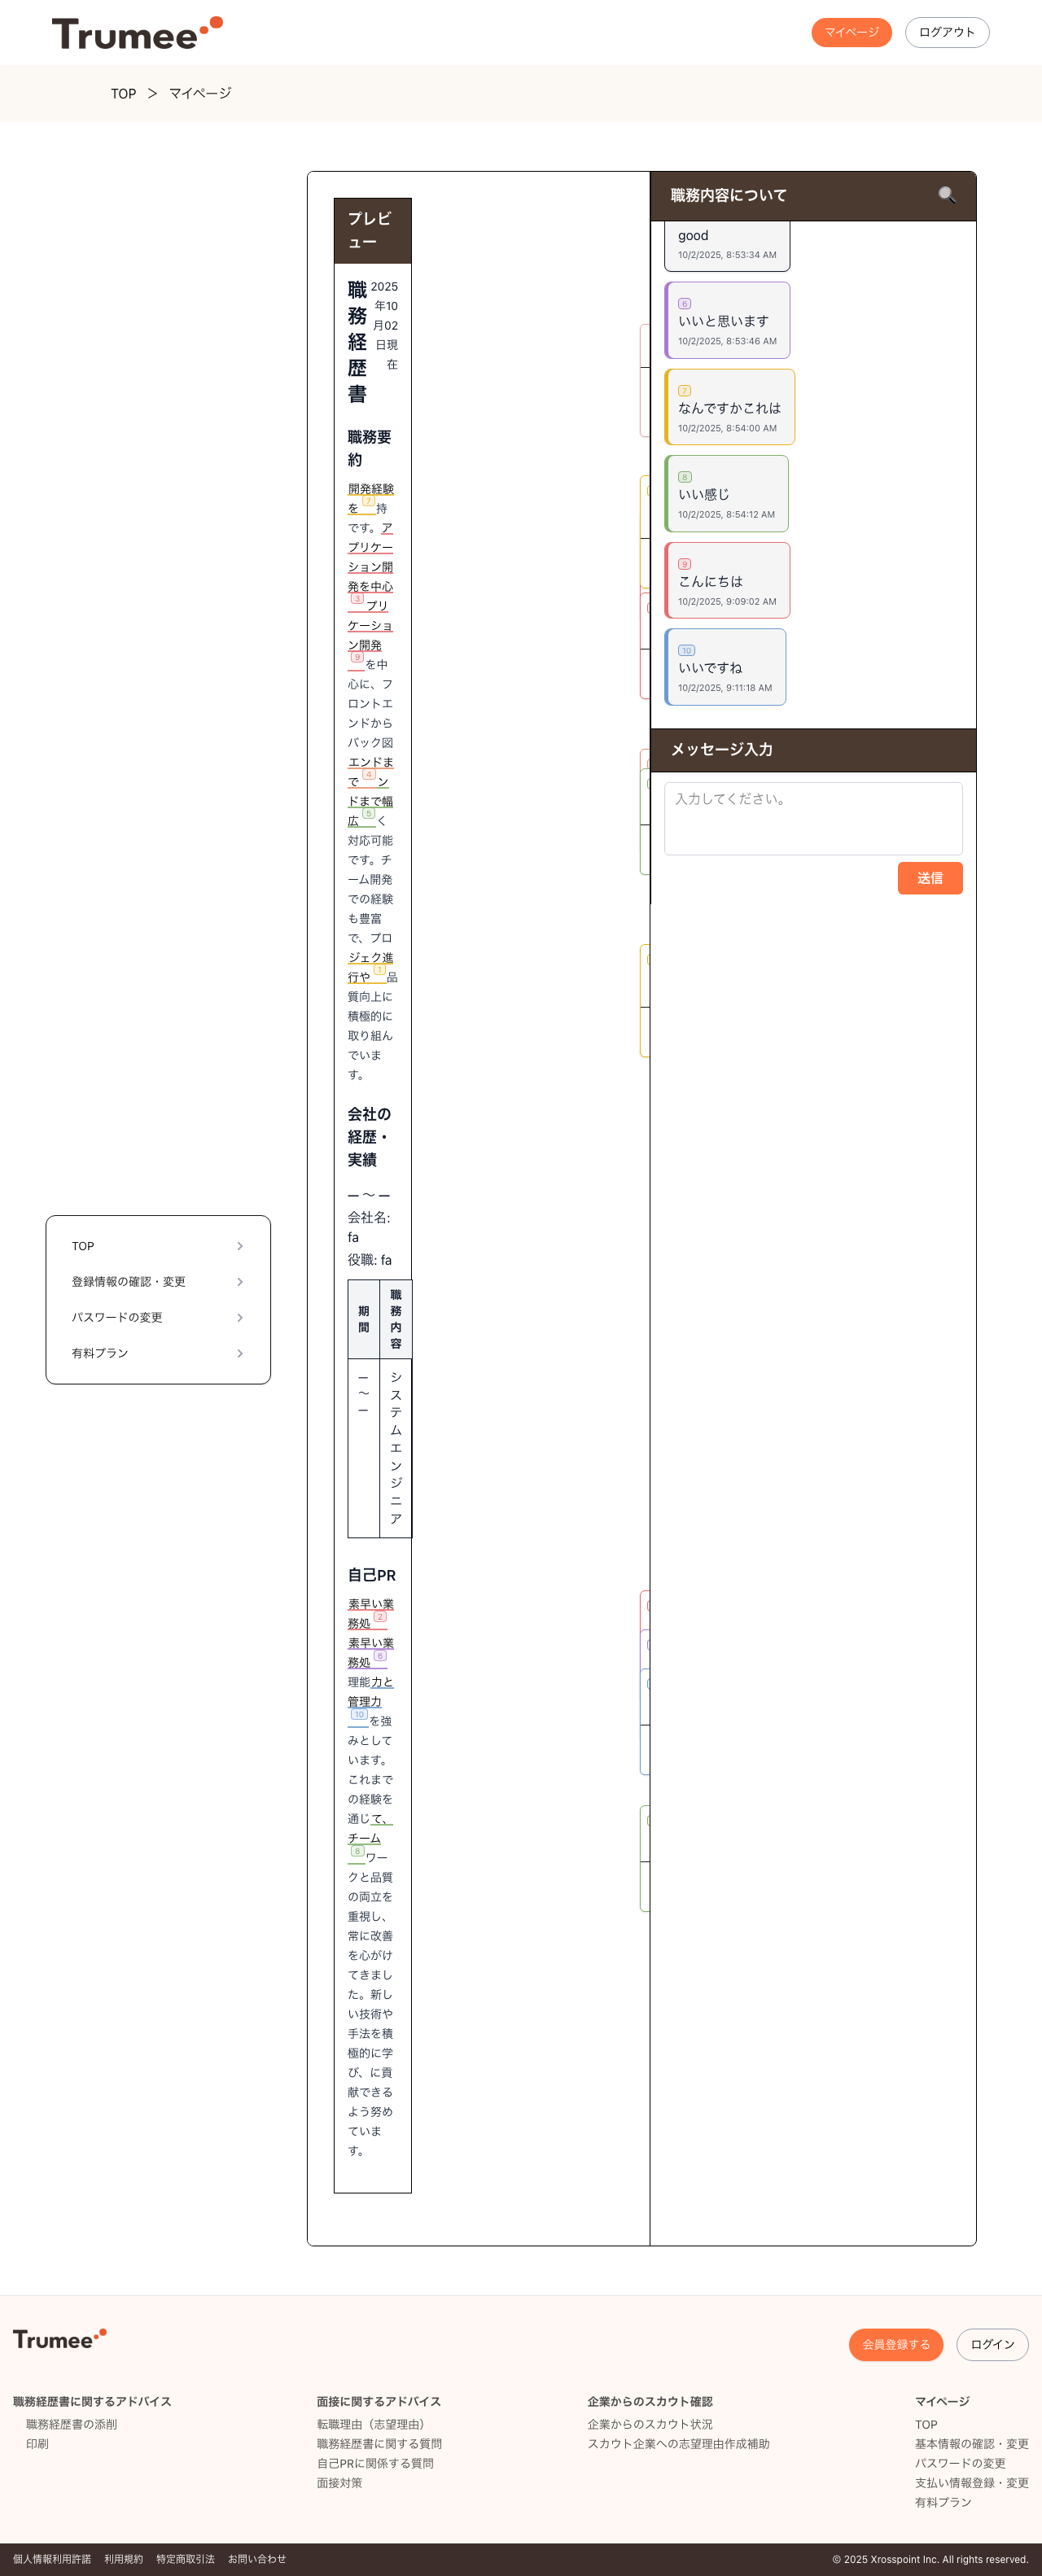 Trumee
マイページ
ログアウト
TOP ＞ マイページ
TOP
登録情報の確認・変更
パスワードの変更
有料プラン
プレビ
ュー
職
務
経
歴
書
2025
年10
月02
日現
在
職務要
約
開発経験
を 7 持
です。ア
プリケー
ション開
発を中心
3 プリ
ケーショ
ン開発
9 を中
心に、フ
ロントエ
ンドから
バック図
エンドま
で 4 ン
ドまで幅
広 5 く
対応可能
です。チ
ーム開発
での経験
も豊富
で、プロ
ジェク進
行や 1 品
質向上に
積極的に
取り組ん
でいま
す。
会社の
経歴・
実績
ー 〜 ー
会社名:
fa
役職: fa
期
間
職
務
内
容
ー
〜
ー
シ
ス
テ
ム
エ
ン
ジ
ニ
ア
自己PR
素早い業
務処 2
素早い業
務処 6
理能力と
管理力
10 を強
みとして
います。
これまで
の経験を
通じて、
チーム
8 ワー
クと品質
の両立を
重視し、
常に改善
を心がけ
てきまし
た。新し
い技術や
手法を積
極的に学
び、に貢
献できる
よう努め
ていま
す。
職務内容について
good
10/2/2025, 8:53:34 AM
6
いいと思います
10/2/2025, 8:53:46 AM
7
なんですかこれは
10/2/2025, 8:54:00 AM
8
いい感じ
10/2/2025, 8:54:12 AM
9
こんにちは
10/2/2025, 9:09:02 AM
10
いいですね
10/2/2025, 9:11:18 AM
メッセージ入力
入力してください。
送信
Trumee
会員登録する
ログイン
職務経歴書に関するアドバイス
職務経歴書の添削
印刷
面接に関するアドバイス
転職理由（志望理由）
職務経歴書に関する質問
自己PRに関係する質問
面接対策
企業からのスカウト確認
企業からのスカウト状況
スカウト企業への志望理由作成補助
マイページ
TOP
基本情報の確認・変更
パスワードの変更
支払い情報登録・変更
有料プラン
個人情報利用許諾 利用規約 特定商取引法 お問い合わせ
© 2025 Xrosspoint Inc. All rights reserved.